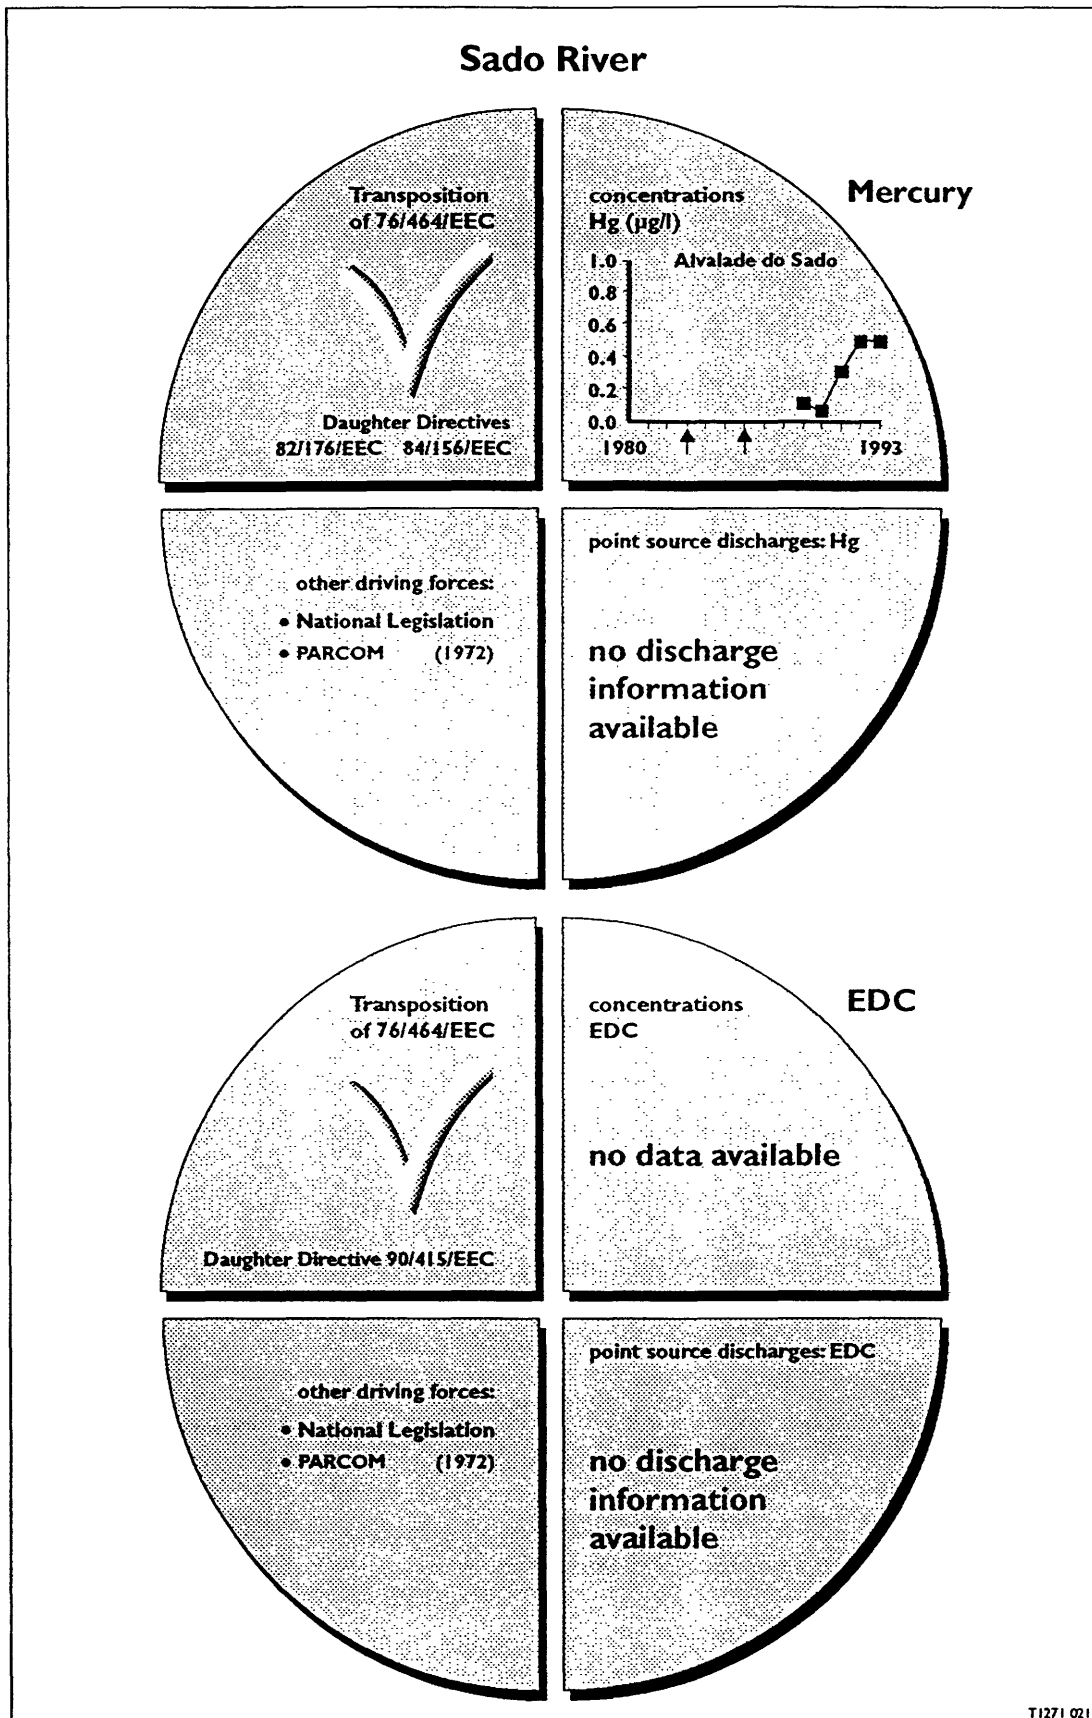 Sado River
Mercury
Transposition
of 76/464/EEC
Daughter Directives
82/176/EEC 84/156/EEC
concentrations
Hg (µg/l)
Alvalade do Sado
1.0
0.8
0.6
0.4
0.2
0.0
1980
1993
other driving forces:
• National Legislation
• PARCOM (1972)
point source discharges: Hg
no discharge
information
available
EDC
Transposition
of 76/464/EEC
Daughter Directive 90/415/EEC
concentrations
EDC
no data available
other driving forces:
• National Legislation
• PARCOM (1972)
point source discharges: EDC
no discharge
information
available
T1271 021